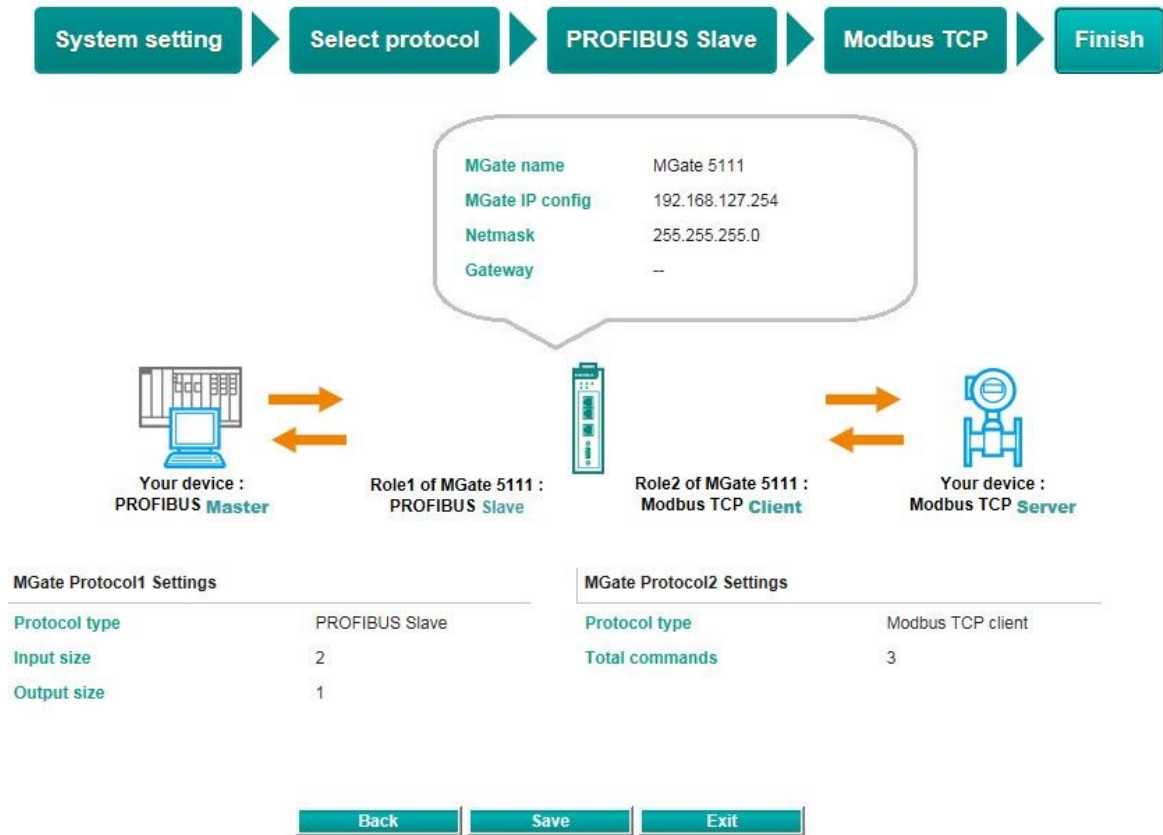 System setting
Select protocol
PROFIBUS Slave
Modbus TCP
Finish
MGate name MGate 5111
MGate IP config 192.168.127.254
Netmask 255.255.255.0
Gateway --
Your device :
PROFIBUS Master
Role1 of MGate 5111 :
PROFIBUS Slave
Role2 of MGate 5111 :
Modbus TCP Client
Your device :
Modbus TCP Server
MGate Protocol1 Settings
Protocol type PROFIBUS Slave
Input size 2
Output size 1
MGate Protocol2 Settings
Protocol type Modbus TCP client
Total commands 3
Back
Save
Exit